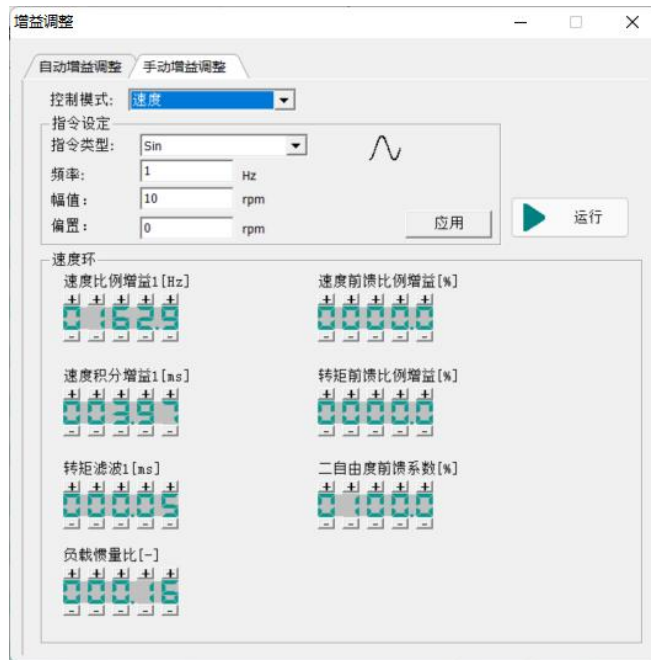 增益调整
自动增益调整 手动增益调整
控制模式: 速度
指令设定
指令类型: Sin
频率: 1 Hz
幅值: 10 rpm
偏置: 0 rpm
应用
运行
速度环
速度比例增益1[Hz] 速度前馈比例增益[%]
+ + + + + + + + + +
0162.9 0000.0
- - - - - - - - - -
速度积分增益1[ms] 转矩前馈比例增益[%]
+ + + + + + + + + +
003.97 0000.0
- - - - - - - - - -
转矩滤波1[ms] 二自由度前馈系数[%]
+ + + + + + + + + +
000.05 0100.0
- - - - - - - - - -
负载惯量比[-]
+ + + + +
000.16
- - - - -